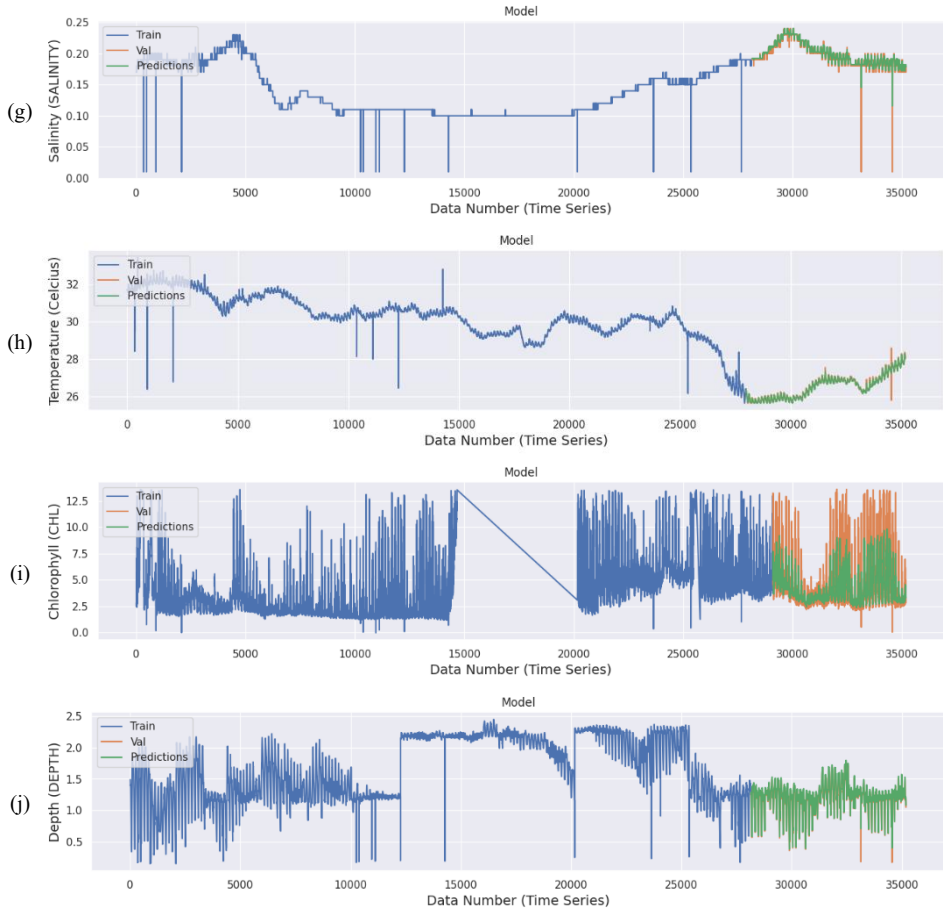 Model
0.25
0.20
0.15
0.10
0.05
0.00
Salinity (SALINITY)
Train
Val
Predictions
(g)
0 5000 10000 15000 20000 25000 30000 35000
Data Number (Time Series)
Model
32
30
28
26
Temperature (Celcius)
Train
Val
Predictions
(h)
0 5000 10000 15000 20000 25000 30000 35000
Data Number (Time Series)
Model
12.5
10.0
7.5
5.0
2.5
0.0
Chlorophyll (CHL)
Train
Val
Predictions
(i)
0 5000 10000 15000 20000 25000 30000 35000
Data Number (Time Series)
Model
2.5
2.0
1.5
1.0
0.5
Depth (DEPTH)
Train
Val
Predictions
(j)
0 5000 10000 15000 20000 25000 30000 35000
Data Number (Time Series)